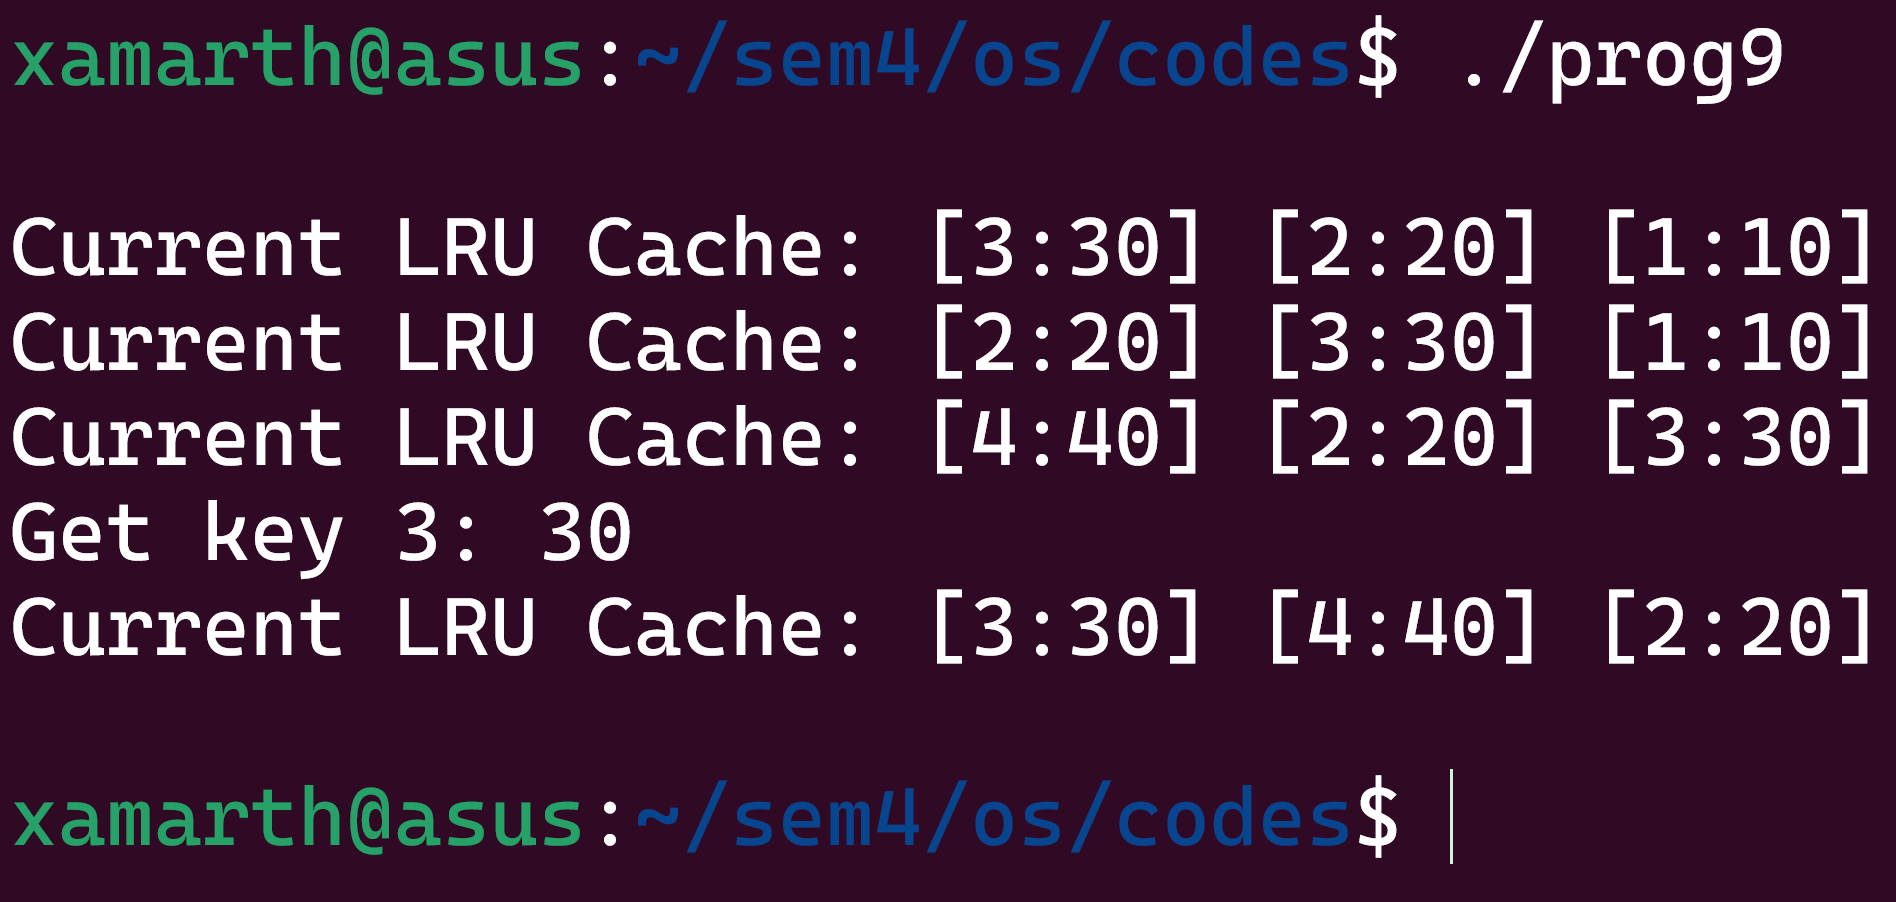 xamarth@asus:~/sem4/os/codes$ ./prog9
Current LRU Cache: [3:30] [2:20] [1:10]
Current LRU Cache: [2:20] [3:30] [1:10]
Current LRU Cache: [4:40] [2:20] [3:30]
Get key 3: 30
Current LRU Cache: [3:30] [4:40] [2:20]
xamarth@asus:~/sem4/os/codes$